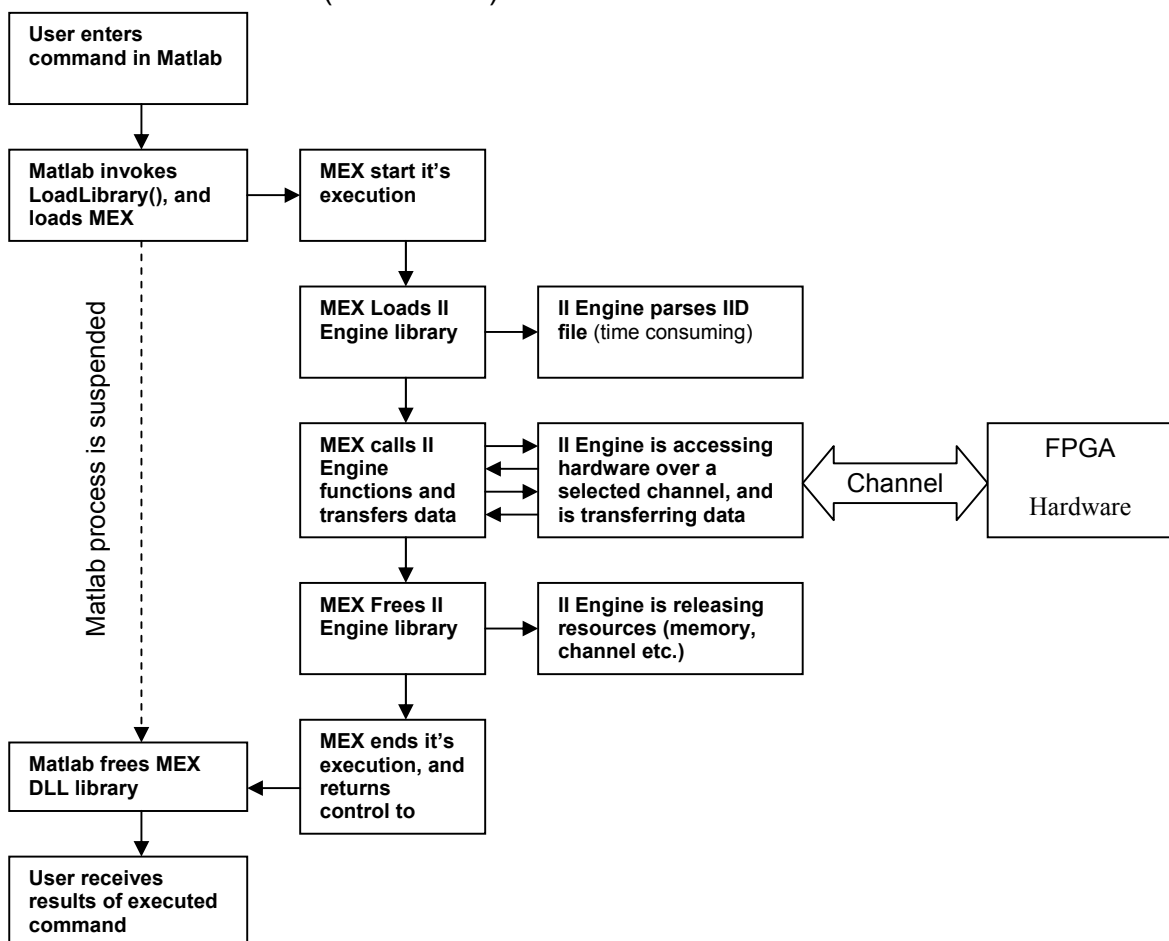 User enters
command in Matlab
Matlab invokes
LoadLibrary(), and
loads MEX
MEX start it's
execution
MEX Loads II
Engine library
II Engine parses IID
file (time consuming)
Matlab process is suspended
MEX calls II
Engine
functions and
transfers data
II Engine is accessing
hardware over a
selected channel, and
is transferring data
Channel
FPGA
Hardware
MEX Frees II
Engine library
II Engine is releasing
resources (memory,
channel etc.)
MEX ends it's
execution, and
returns
control to
Matlab frees MEX
DLL library
User receives
results of executed
command